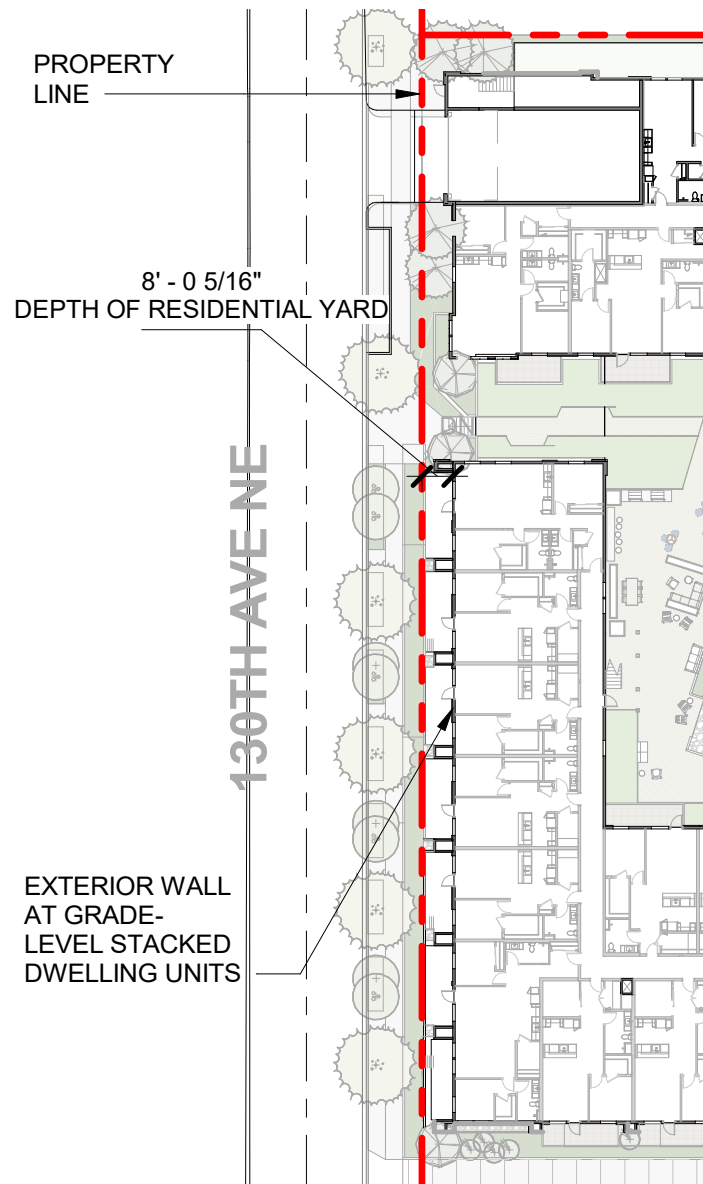 PROPERTY
LINE
8' - 0 5/16"
DEPTH OF RESIDENTIAL YARD
DN
130TH AVE NE
EXTERIOR WALL
AT GRADE-
LEVEL STACKED
DWELLING UNITS